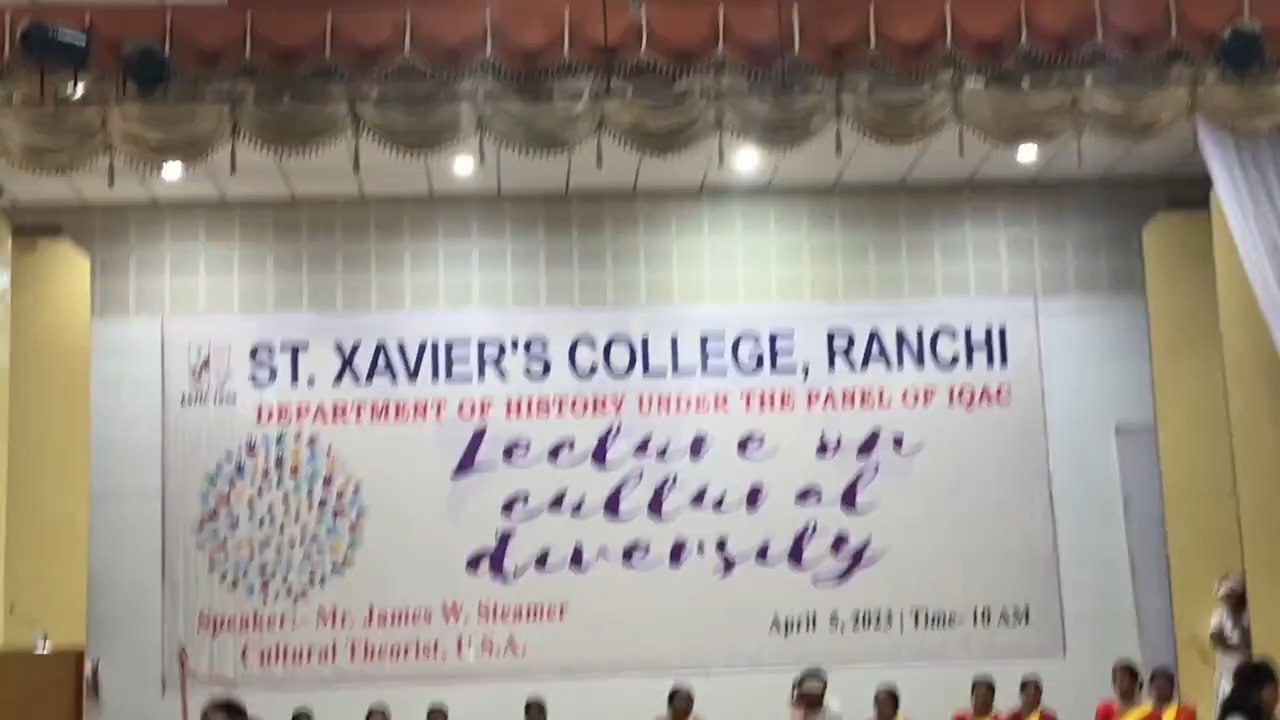 ST. XAVIER'S COLLEGE, RANCHI
DEPARTMENT OF HISTORY UNDER THE PANEL OF IQAC
Lecture on
cultural
diversity
Speaker:- Mr. James W. Steamer
Cultural Theorist, U.S.A.
April 5, 2023 | Time- 10 AM